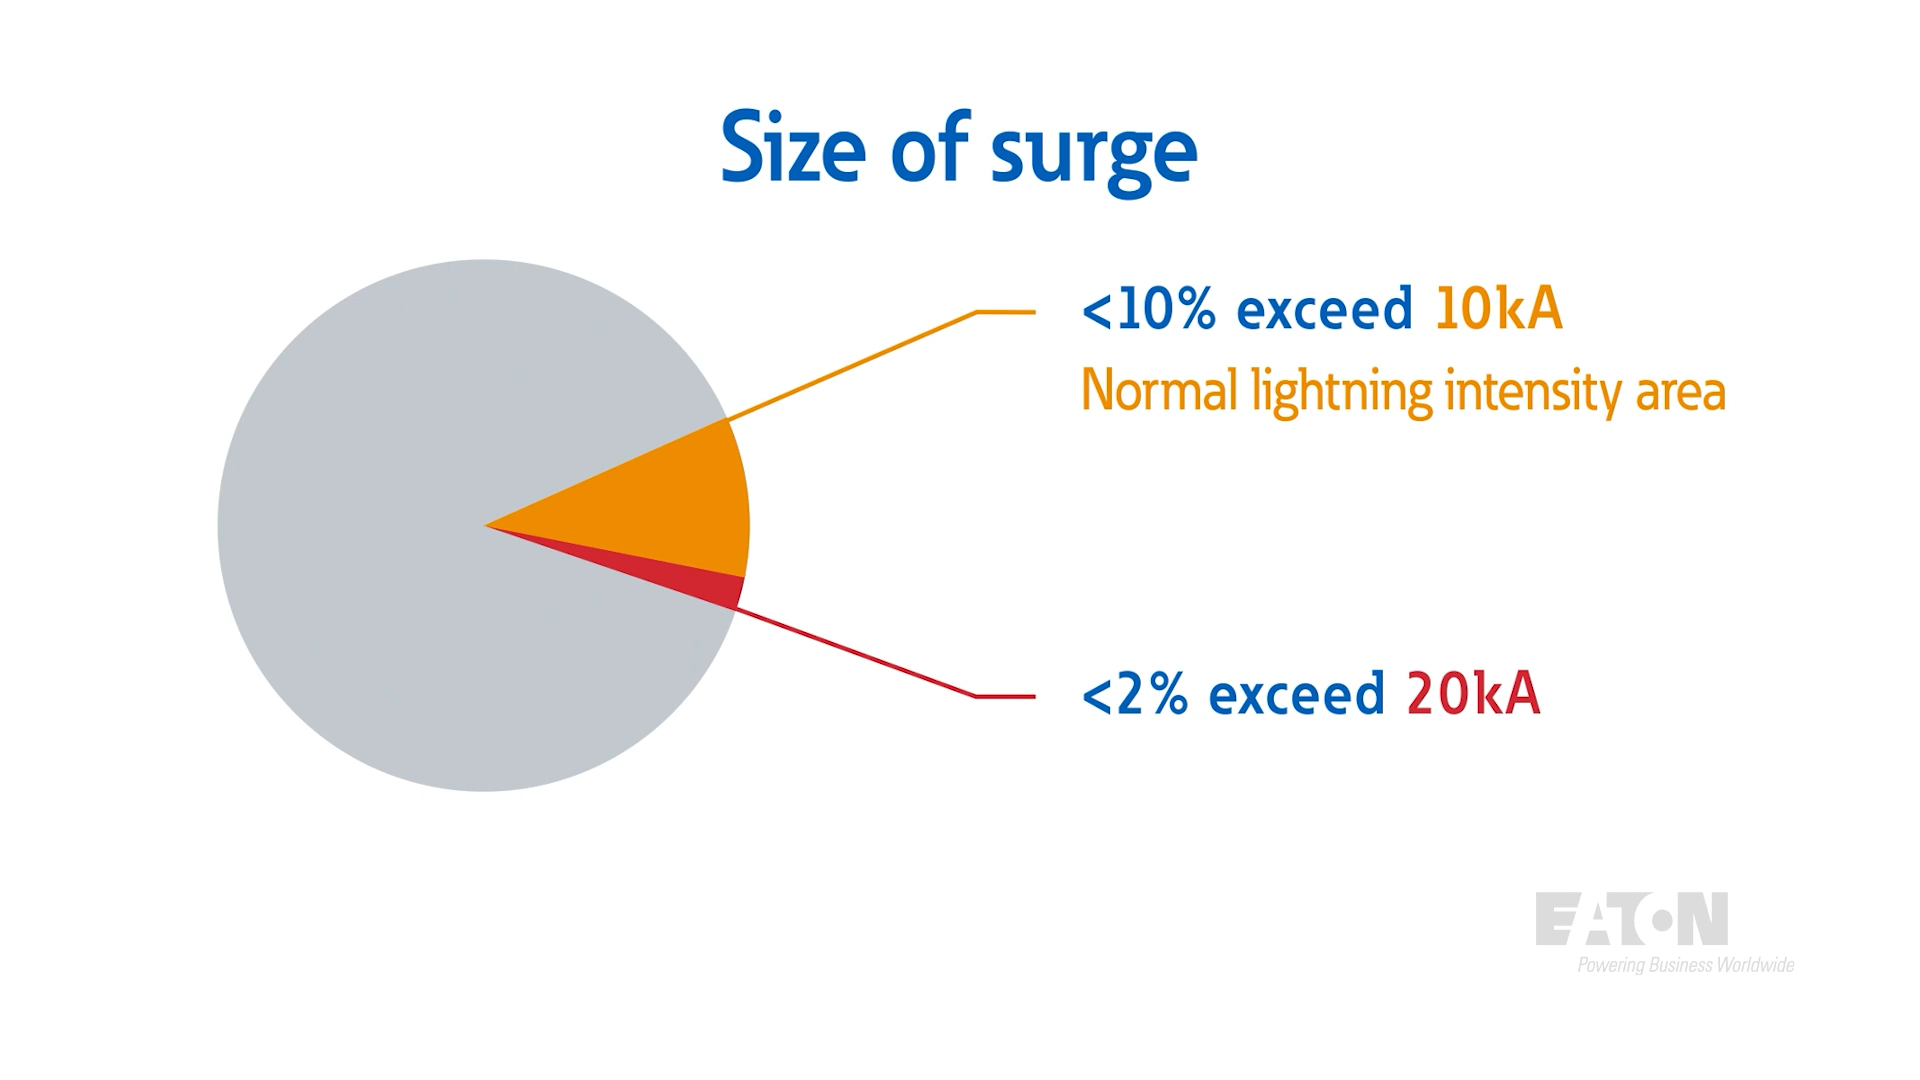 Size of surge
<10% exceed 10kA
Normal lightning intensity area
<2% exceed 20kA
EATON
Powering Business Worldwide